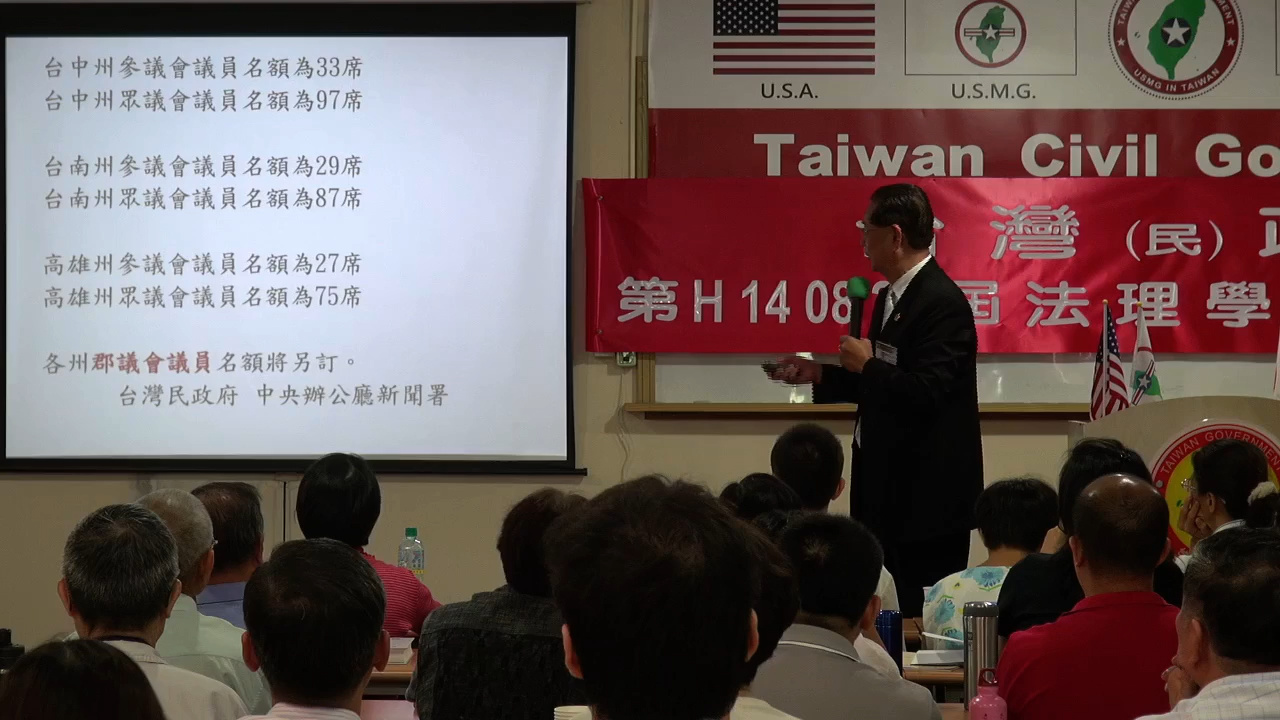 台中州參議會議員名額為33席
台中州眾議會議員名額為97席
台南州參議會議員名額為29席
台南州眾議會議員名額為87席
高雄州參議會議員名額為27席
高雄州眾議會議員名額為75席
各州郡議會議員名額將另訂。
台灣民政府 中央辦公廳新聞署
U.S.A.
U.S.M.G.
USMG IN TAIWAN
Taiwan Civil Go
灣 (民)
第H 14 08 屆法理學
TAIWAN GOVERNMENT